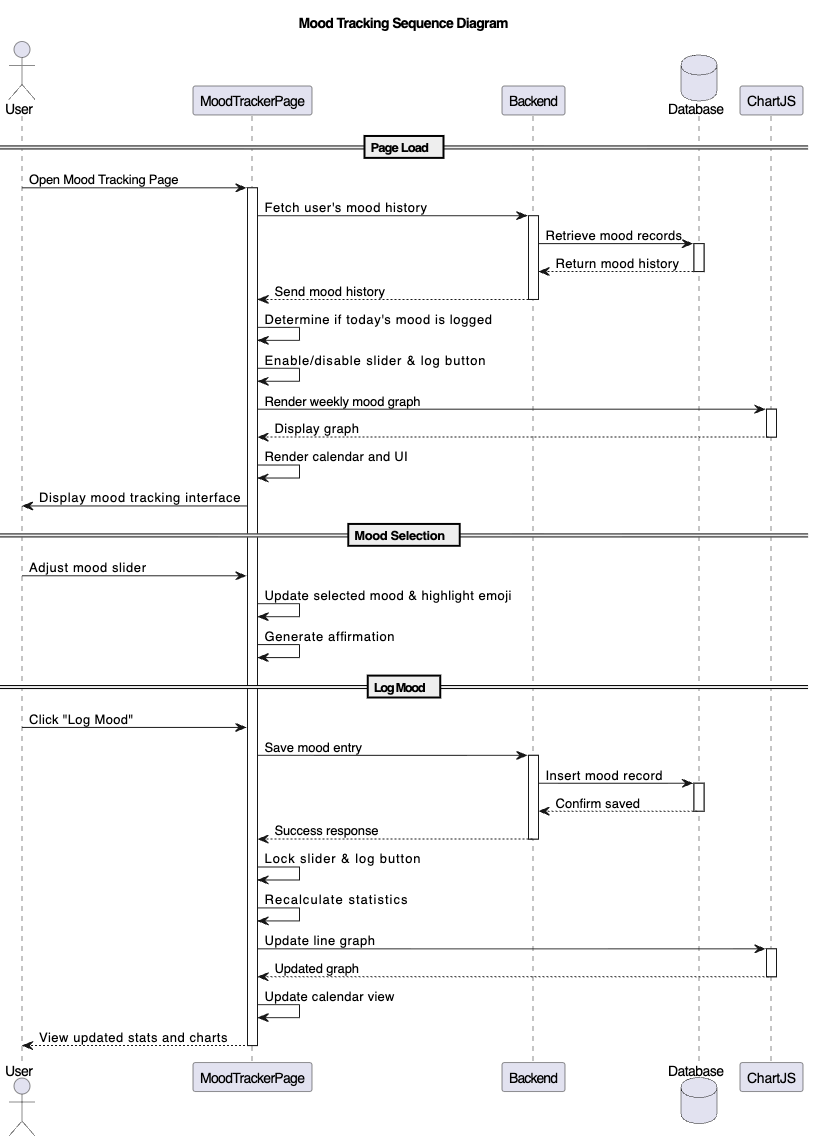 Mood Tracking Sequence Diagram
User
MoodTrackerPage
Backend
Database
ChartJS
Page Load
Open Mood Tracking Page
Fetch user's mood history
Retrieve mood records
Return mood history
Send mood history
Determine if today's mood is logged
Enable/disable slider & log button
Render weekly mood graph
Display graph
Render calendar and UI
Display mood tracking interface
Mood Selection
Adjust mood slider
Update selected mood & highlight emoji
Generate affirmation
Log Mood
Click "Log Mood"
Save mood entry
Insert mood record
Confirm saved
Success response
Lock slider & log button
Recalculate statistics
Update line graph
Updated graph
Update calendar view
View updated stats and charts
User
MoodTrackerPage
Backend
Database
ChartJS